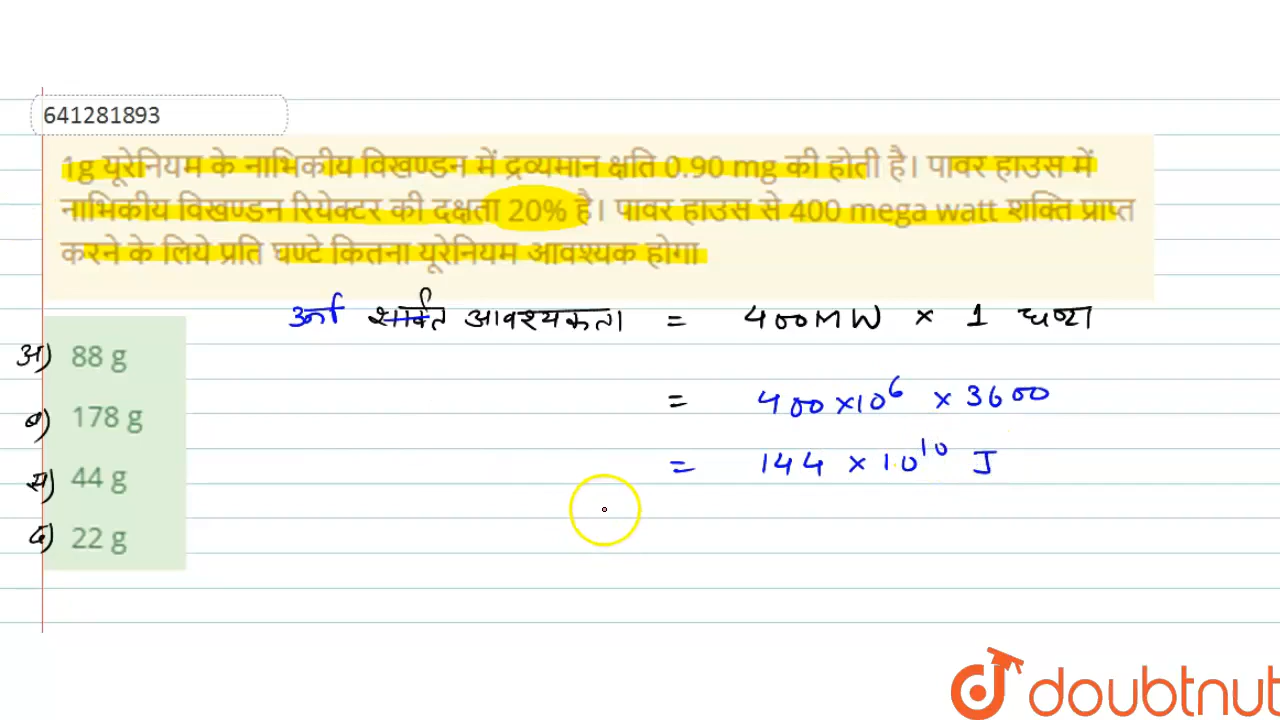 641281893
1g यूरेनियम के नाभिकीय विखण्डन में द्रव्यमान क्षति 0.90 mg की होती है। पावर हाउस में
नाभिकीय विखण्डन रियेक्टर की दक्षता 20% है। पावर हाउस से 400 mega watt शक्ति प्राप्त
करने के लिये प्रति घण्टे कितना यूरेनियम आवश्यक होगा
ऊर्जा शक्ति आवश्यकता = 400MW × 1 घण्टा
= 400×10⁶ × 3600
= 144 × 10¹⁰ J
अ) 88 g
ब) 178 g
स) 44 g
द) 22 g
doubtnut